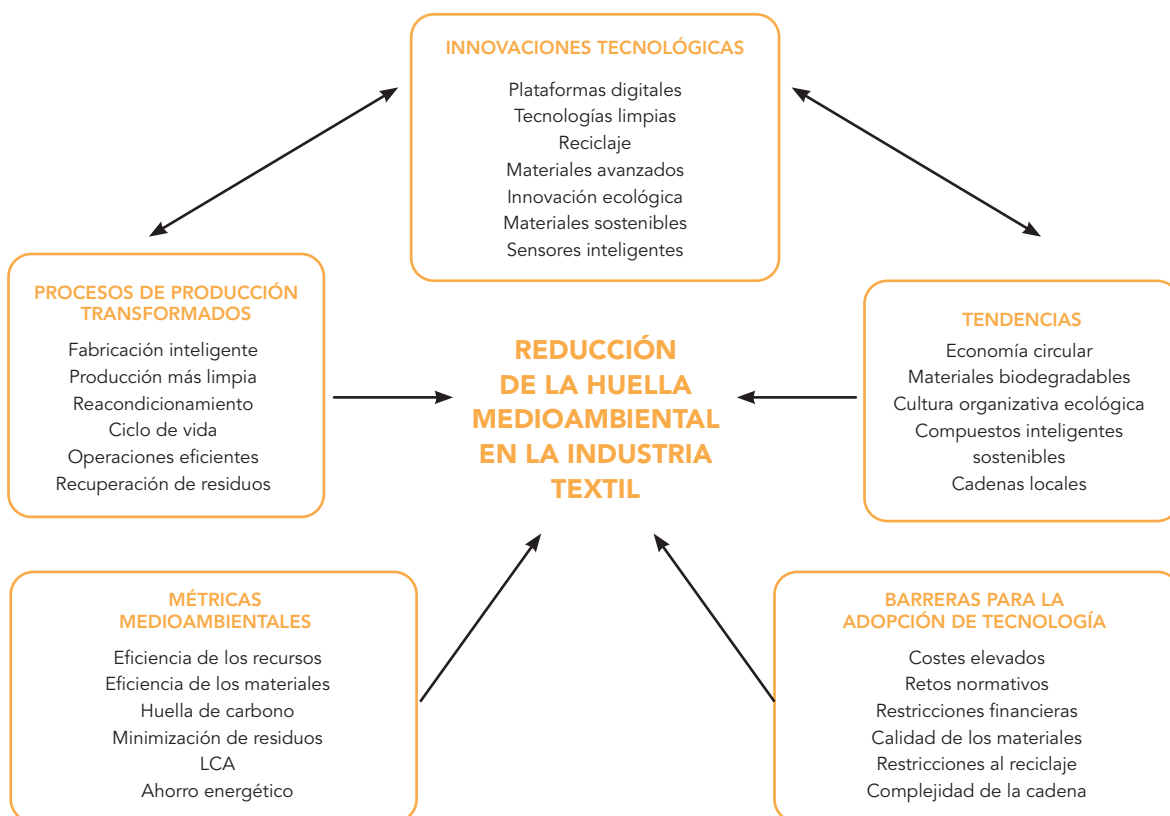 INNOVACIONES TECNOLÓGICAS
Plataformas digitales
Tecnologías limpias
Reciclaje
Materiales avanzados
Innovación ecológica
Materiales sostenibles
Sensores inteligentes
PROCESOS DE PRODUCCIÓN
TRANSFORMADOS
Fabricación inteligente
Producción más limpia
Reacondicionamiento
Ciclo de vida
Operaciones eficientes
Recuperación de residuos
REDUCCIÓN
DE LA HUELLA
MEDIOAMBIENTAL
EN LA INDUSTRIA
TEXTIL
TENDENCIAS
Economía circular
Materiales biodegradables
Cultura organizativa ecológica
Compuestos inteligentes
sostenibles
Cadenas locales
MÉTRICAS
MEDIOAMBIENTALES
Eficiencia de los recursos
Eficiencia de los materiales
Huella de carbono
Minimización de residuos
LCA
Ahorro energético
BARRERAS PARA LA
ADOPCIÓN DE TECNOLOGÍA
Costes elevados
Retos normativos
Restricciones financieras
Calidad de los materiales
Restricciones al reciclaje
Complejidad de la cadena